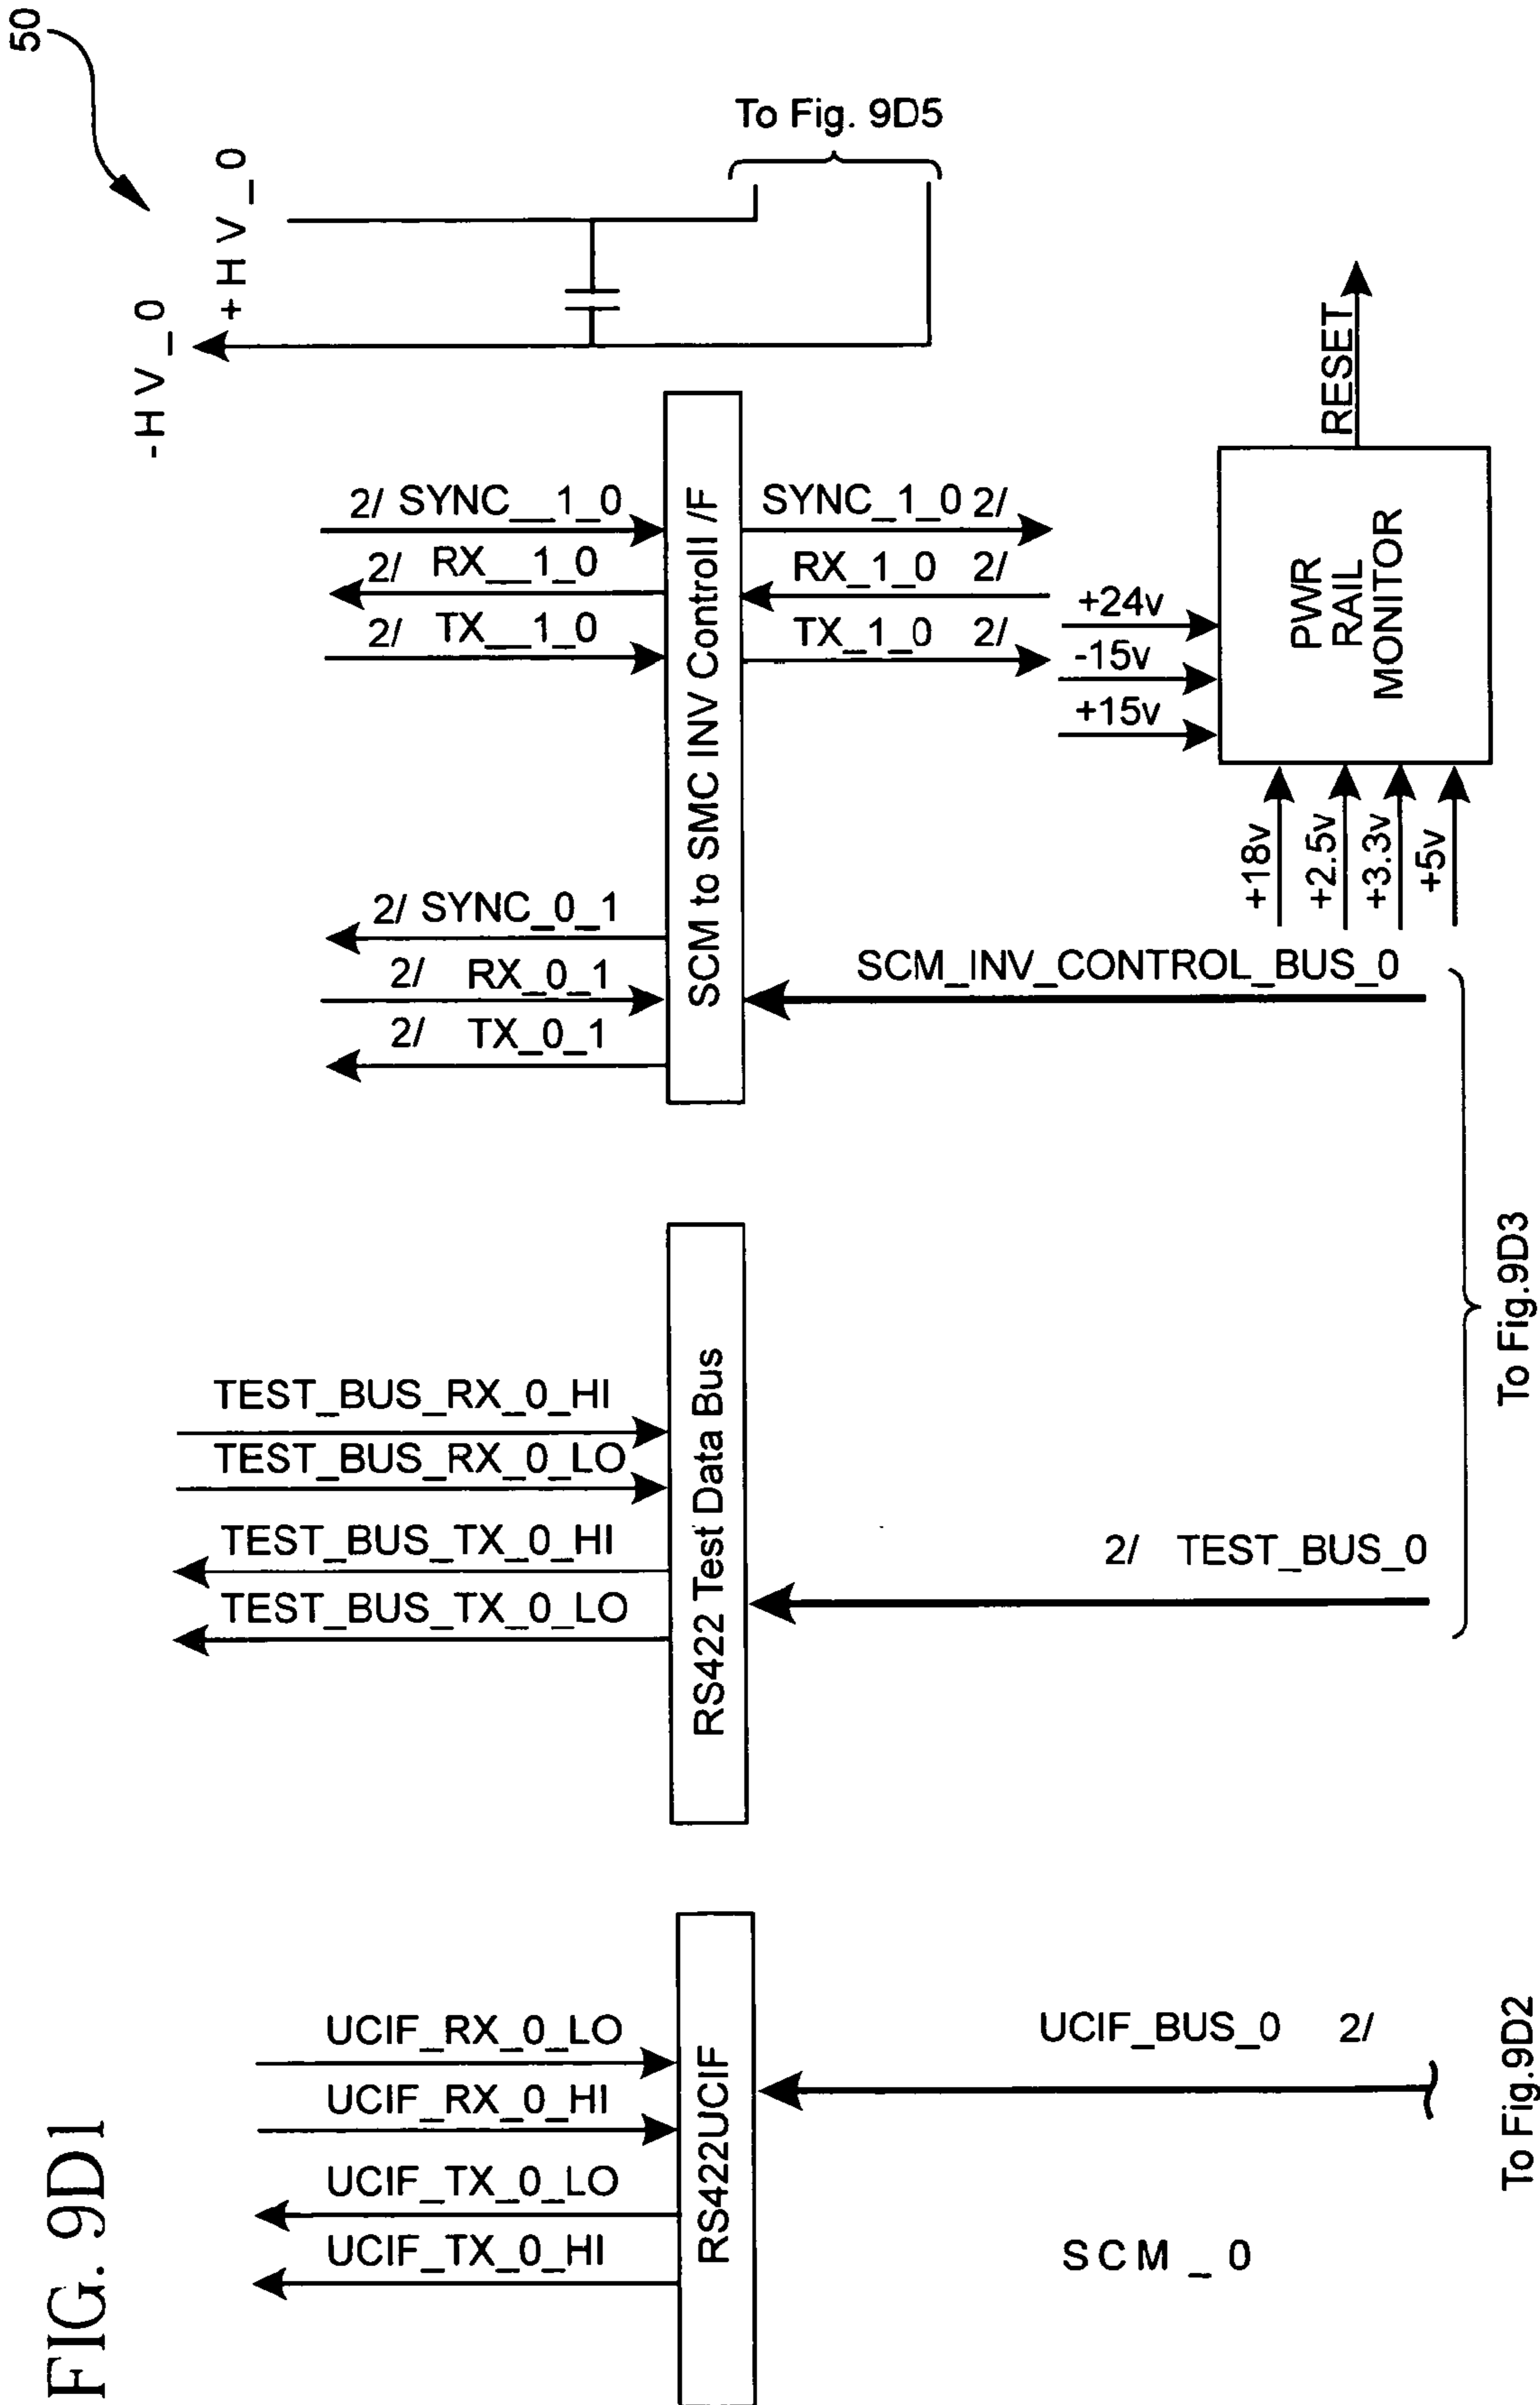 FIG. 9D1
50
-HV_0
+HV_0
To Fig. 9D5
UCIF_RX_0_LO
UCIF_RX_0_HI
UCIF_TX_0_LO
UCIF_TX_0_HI
RS422UCIF
UCIF_BUS_0 2/
SCM_0
To Fig.9D2
TEST_BUS_RX_0_HI
TEST_BUS_RX_0_LO
TEST_BUS_TX_0_HI
TEST_BUS_TX_0_LO
RS422 Test Data Bus
2/ TEST_BUS_0
To Fig.9D3
2/ SYNC_0_1
2/ RX_0_1
2/ TX_0_1
2/ SYNC__1_0
2/ RX__1_0
2/ TX__1_0
SCM to SMC INV Controll /F
SYNC_1_0 2/
RX_1_0 2/
TX_1_0 2/
SCM_INV_CONTROL_BUS_0
+24v
-15v
+15v
+18v
+2.5v
+3.3v
+5v
PWR
RAIL
MONITOR
RESET